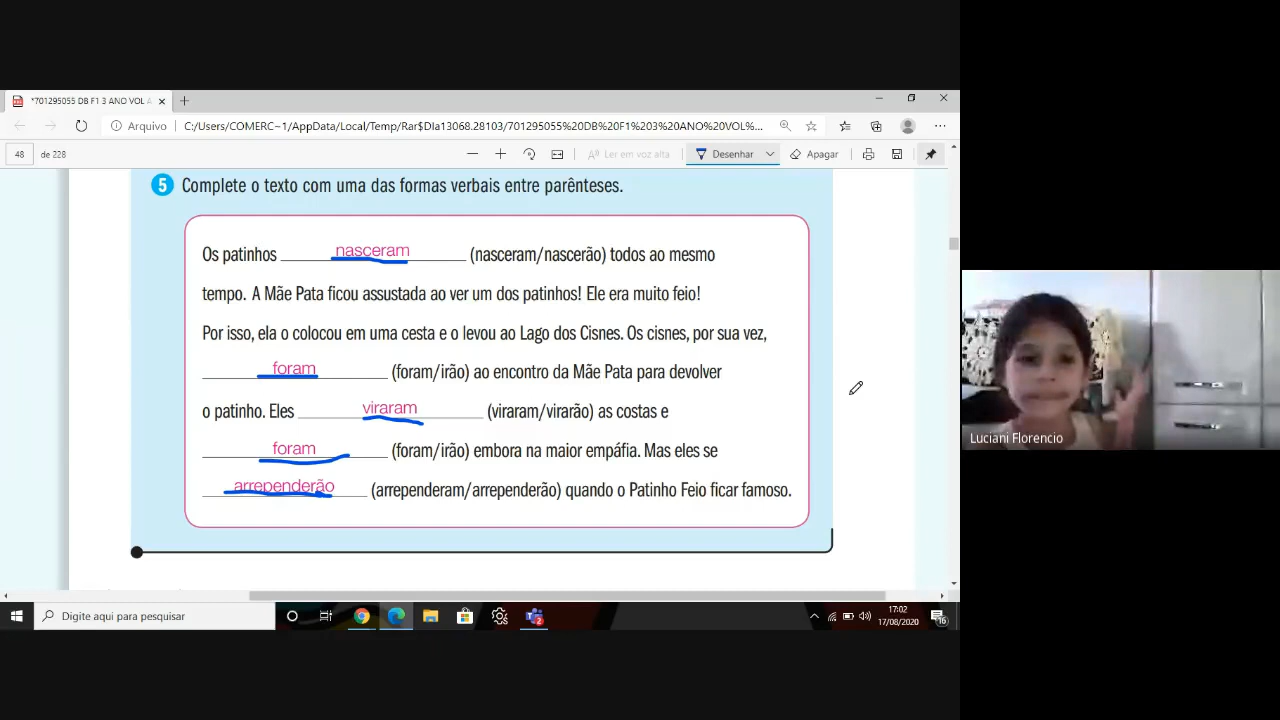 *701295055 DB F1 3 ANO VOL A
Arquivo C:/Users/COMERC~1/AppData/Local/Temp/Rar$DIa13068.28103/701295055%20DB%20F1%203%20ANO%20VOL%...
48 de 228 Ler em voz alta Desenhar Apagar
5 Complete o texto com uma das formas verbais entre parênteses.
Os patinhos nasceram (nasceram/nascerão) todos ao mesmo
tempo. A Mãe Pata ficou assustada ao ver um dos patinhos! Ele era muito feio!
Por isso, ela o colocou em uma cesta e o levou ao Lago dos Cisnes. Os cisnes, por sua vez,
foram (foram/irão) ao encontro da Mãe Pata para devolver
o patinho. Eles viraram (viraram/virarão) as costas e
foram (foram/irão) embora na maior empáfia. Mas eles se
arrependerão (arrependeram/arrependerão) quando o Patinho Feio ficar famoso.
Luciani Florencio
Digite aqui para pesquisar
17:02
17/08/2020
16